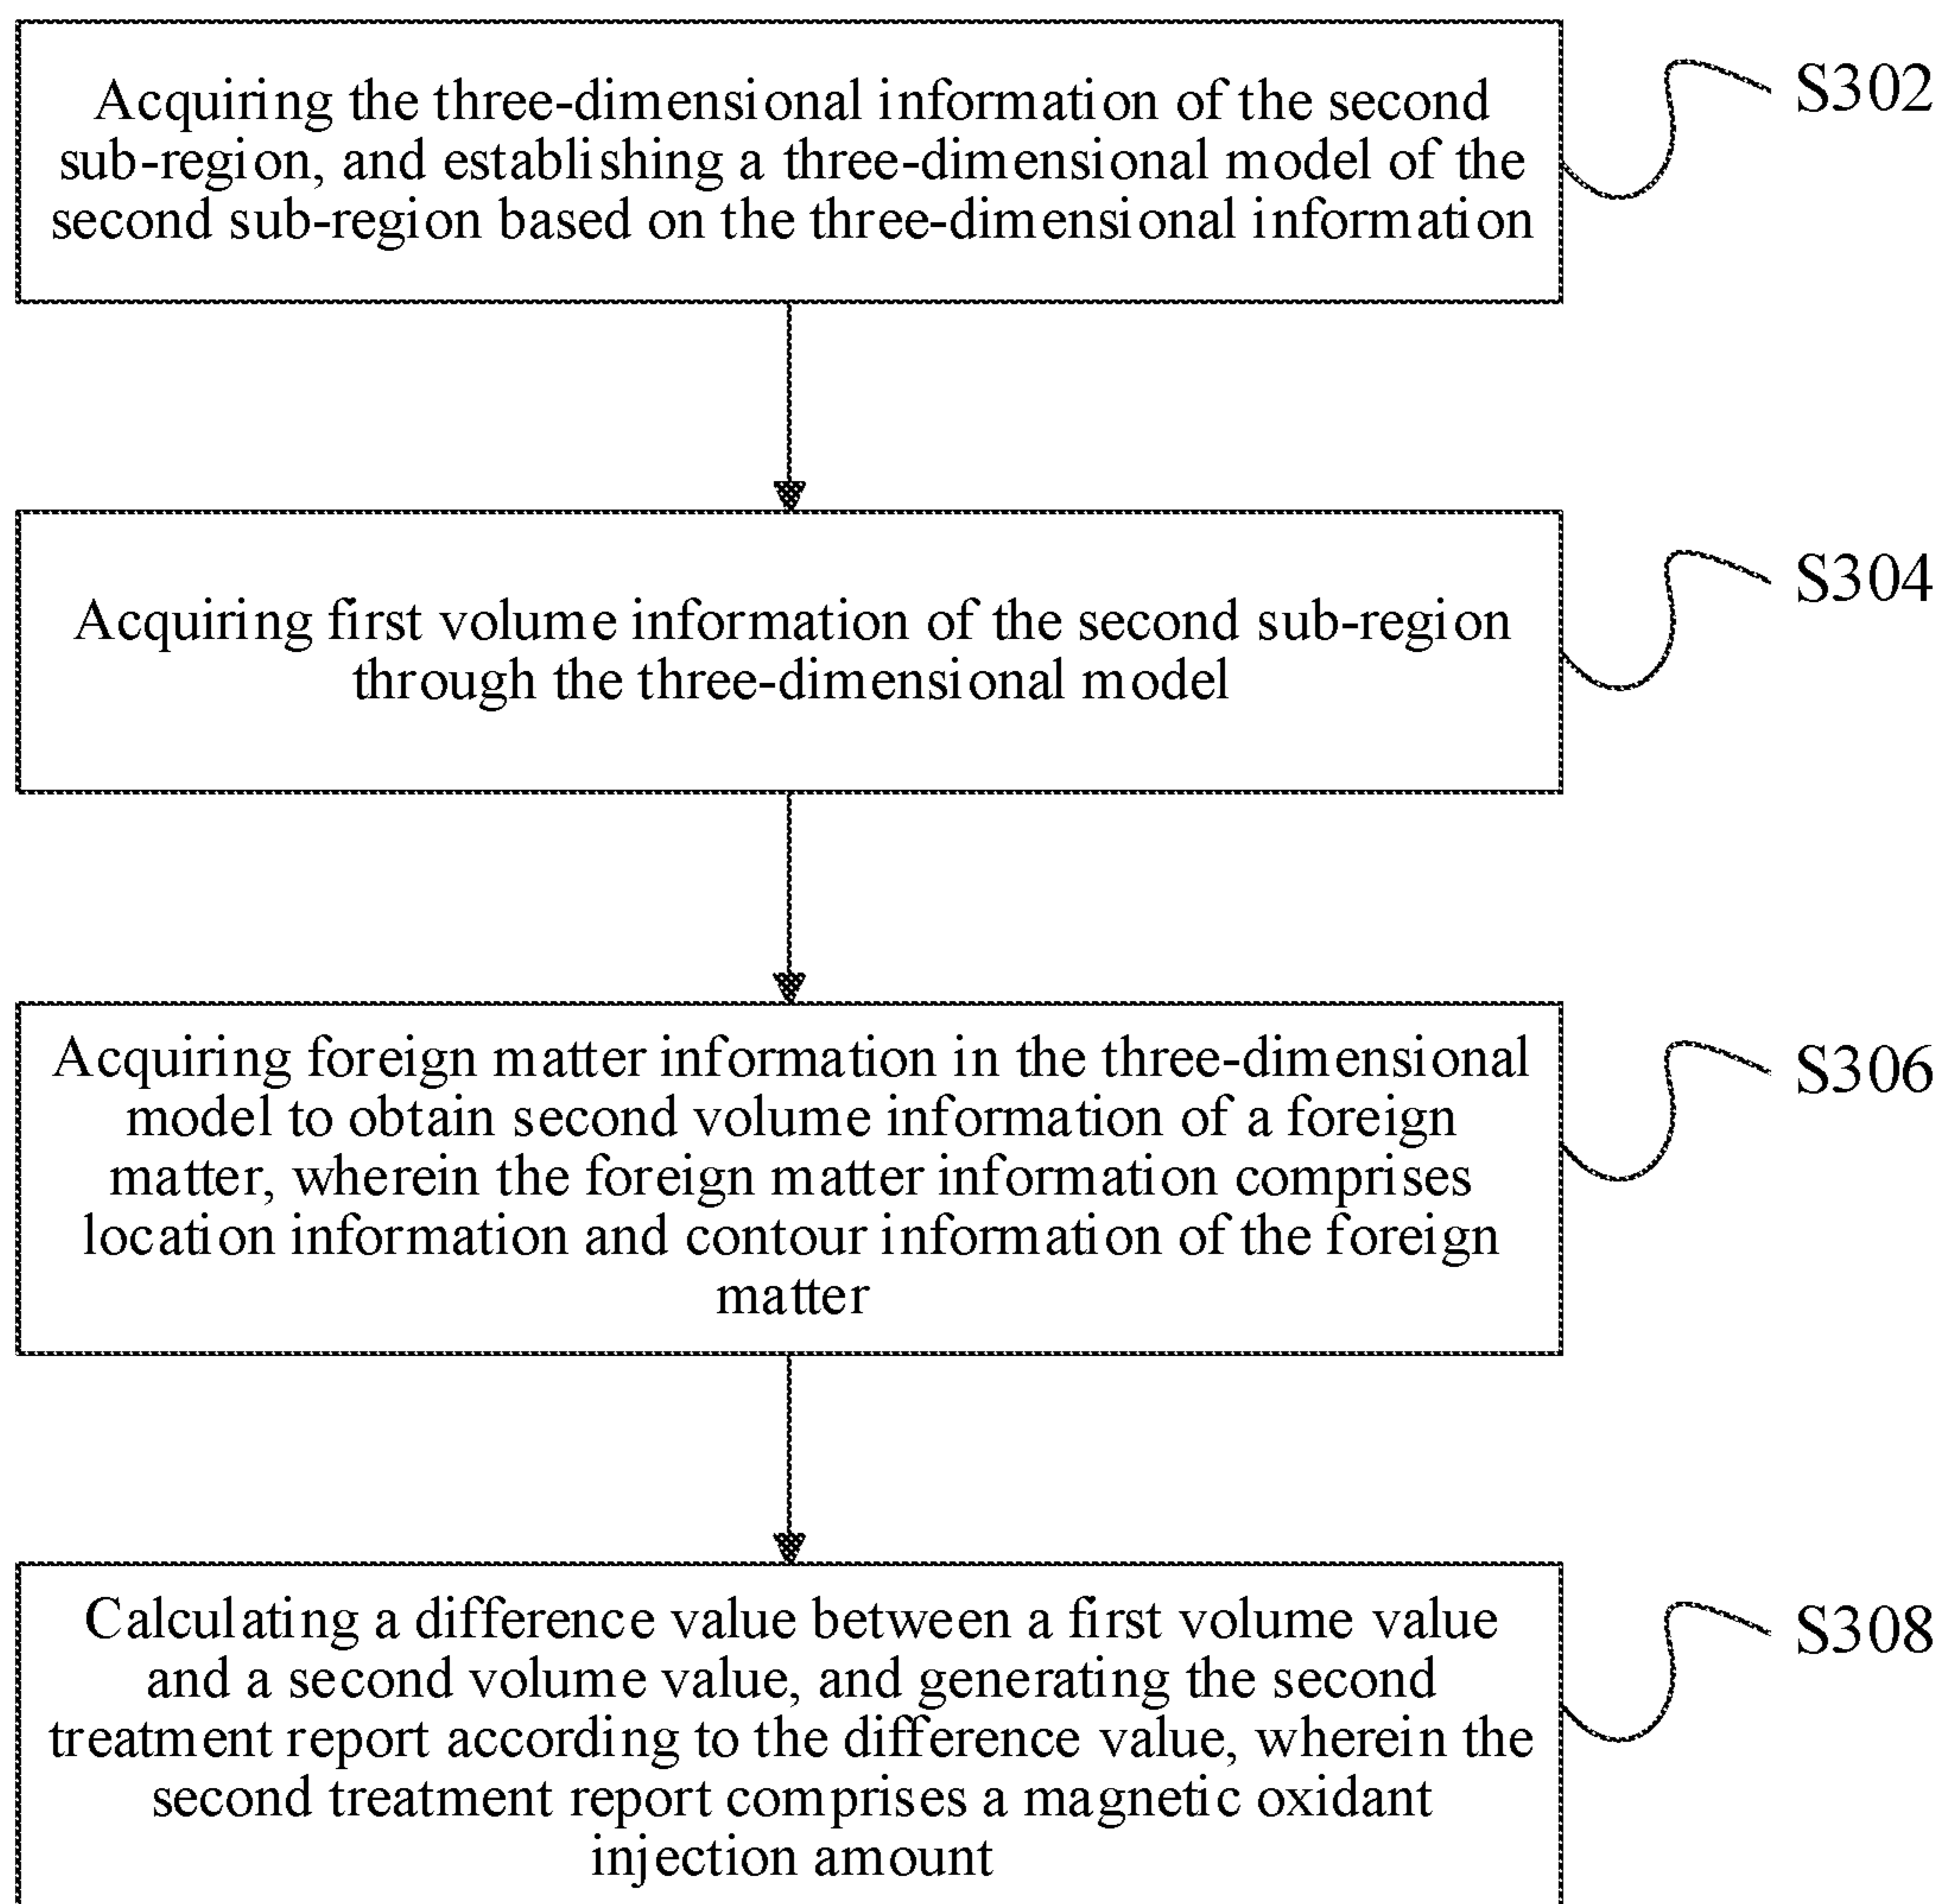 Acquiring the three-dimensional information of the second
sub-region, and establishing a three-dimensional model of the
second sub-region based on the three-dimensional information
S302
Acquiring first volume information of the second sub-region
through the three-dimensional model
S304
Acquiring foreign matter information in the three-dimensional
model to obtain second volume information of a foreign
matter, wherein the foreign matter information comprises
location information and contour information of the foreign
matter
S306
Calculating a difference value between a first volume value
and a second volume value, and generating the second
treatment report according to the difference value, wherein the
second treatment report comprises a magnetic oxidant
injection amount
S308